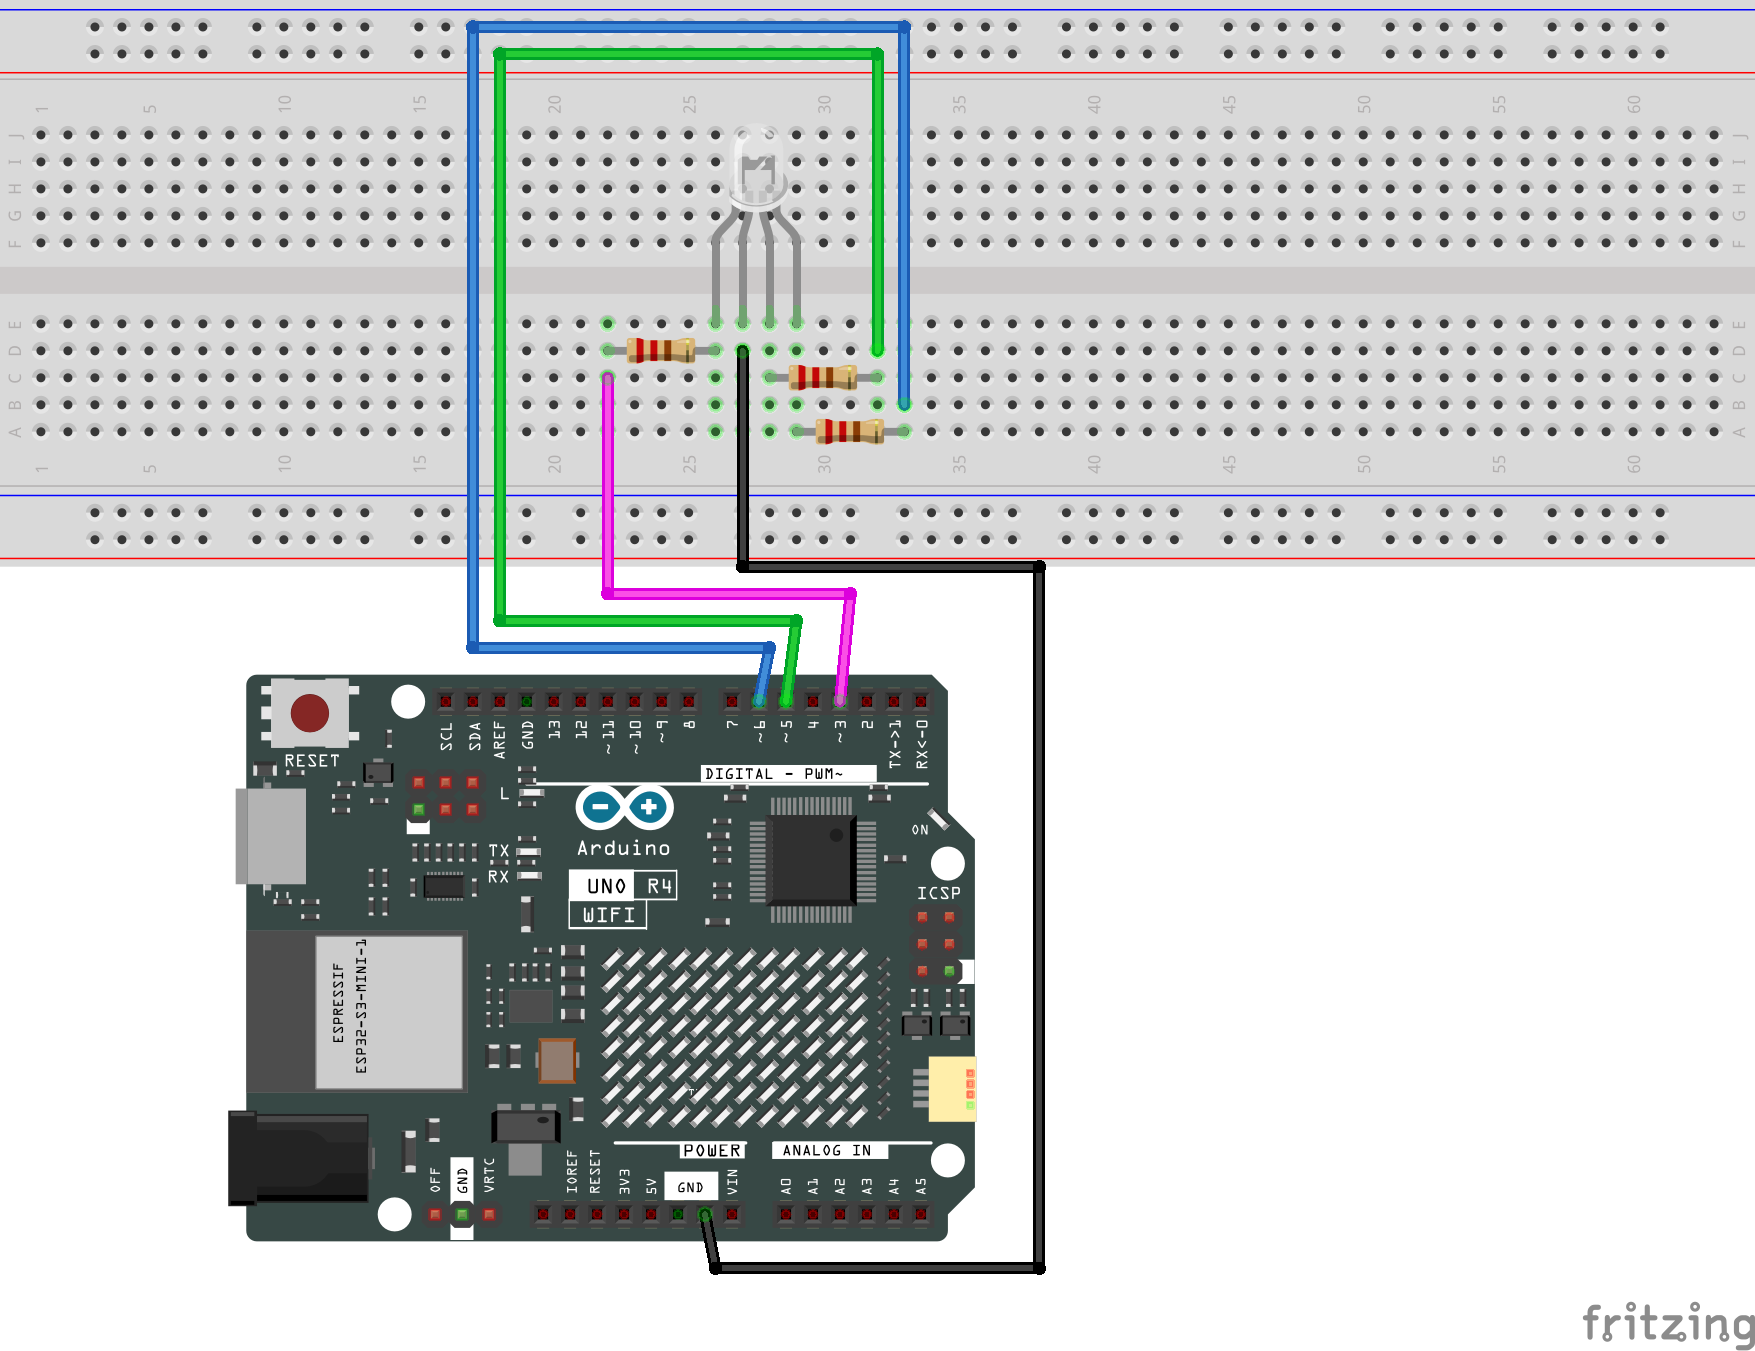 1 5 10 15 20 25 30 35 40 45 50 55 60
J J
I I
H H
G G
F F
E E
D D
C C
B B
A A
1 5 10 15 20 25 30 35 40 45 50 55 60
RESET
SCL
SDA
AREF
GND
13
12
~11
~10
~9
8
7
~6
~5
4
~3
2
TX->1
RX<-0
DIGITAL - PWM~
L
TX
RX
Arduino
UNO R4
WIFI
ON
ICSP
ESPRESSIF
ESP32-S3-MINI-1
POWER
ANALOG IN
OFF
GND
VRTC
IOREF
RESET
3V3
5V
GND
VIN
A0
A1
A2
A3
A4
A5
fritzing